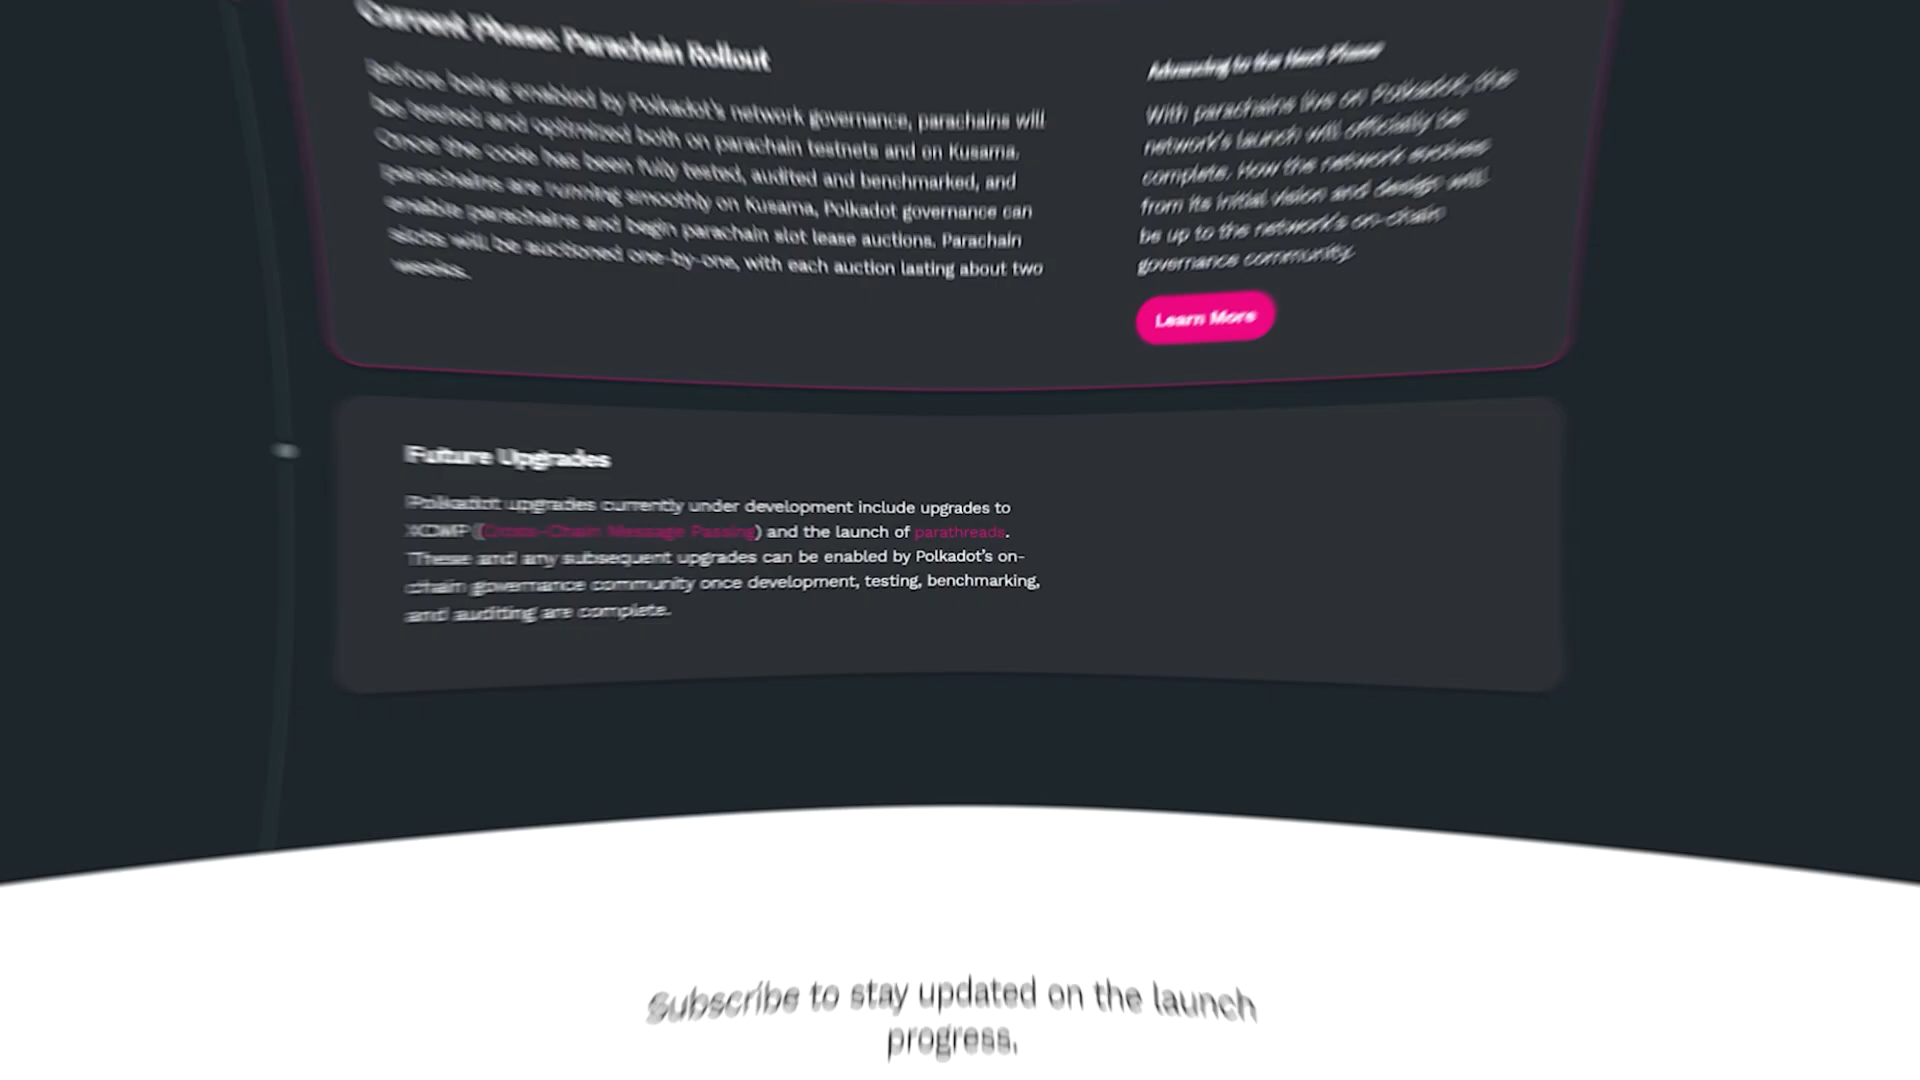 Current Phase: Parachain Rollout
Before being enabled by Polkadot's network governance, parachains will
be tested and optimized both on parachain testnets and on Kusama.
Once the code has been fully tested, audited and benchmarked, and
parachains are running smoothly on Kusama, Polkadot governance can
enable parachains and begin parachain slot lease auctions. Parachain
slots will be auctioned one-by-one, with each auction lasting about two
weeks.
Advancing to the Next Phase
With parachains live on Polkadot, the
network's launch will officially be
complete. How the network evolves
from its initial vision and design will
be up to the network's on-chain
governance community.
Learn More
Future Upgrades
Polkadot upgrades currently under development include upgrades to
XCMP (Cross-Chain Message Passing) and the launch of parathreads.
These and any subsequent upgrades can be enabled by Polkadot's on-
chain governance community once development, testing, benchmarking,
and auditing are complete.
Subscribe to stay updated on the launch
progress.